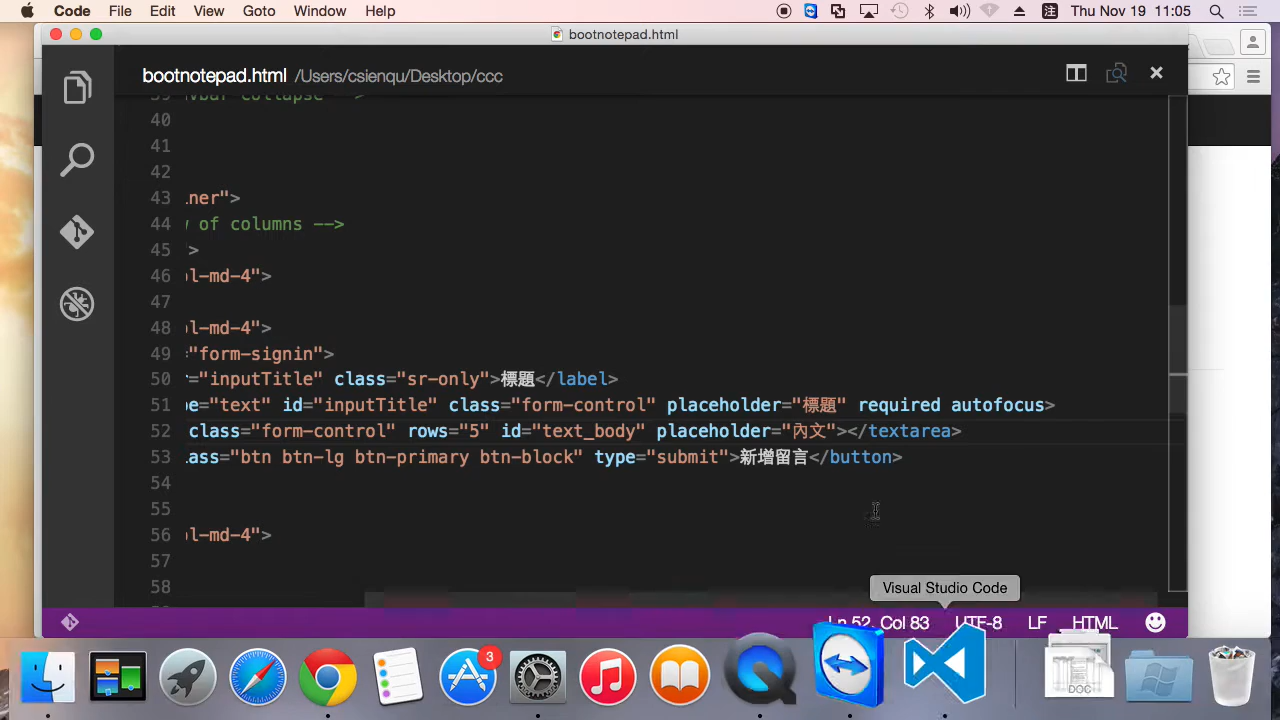 Code File Edit View Goto Window Help 注 Thu Nov 19 11:05
bootnotepad.html
bootnotepad.html /Users/csienqu/Desktop/ccc
40
41
42
43 ner">
44 of columns -->
45 >
46 l-md-4">
47
48 l-md-4">
49 ="form-signin">
50 ="inputTitle" class="sr-only">標題</label>
51 pe="text" id="inputTitle" class="form-control" placeholder="標題" required autofocus>
52 class="form-control" rows="5" id="text_body" placeholder="內文"></textarea>
53 ass="btn btn-lg btn-primary btn-block" type="submit">新增留言</button>
54
55
56 l-md-4">
57
58
Visual Studio Code
Ln 52, Col 83 UTF-8 LF HTML
3
DOC